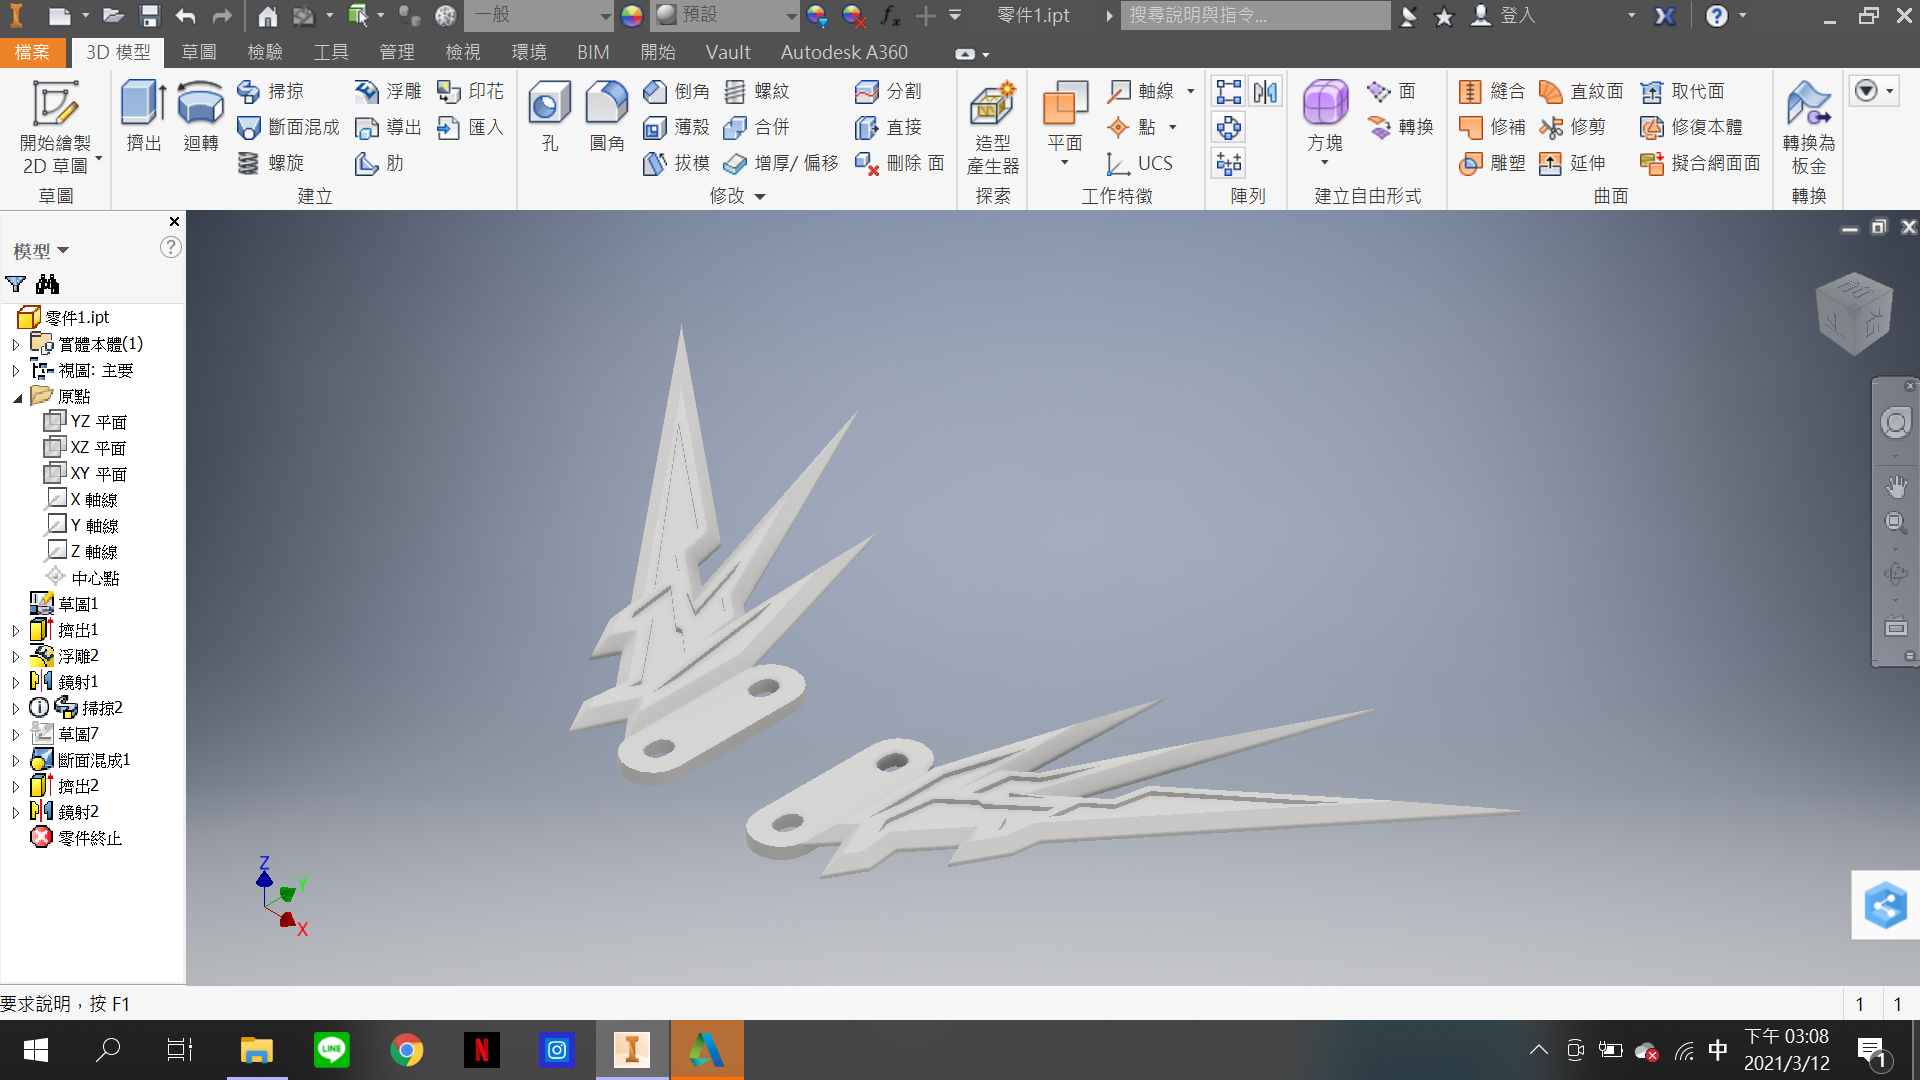 一般
預設
fx
零件1.ipt
搜尋說明與指令...
登入
檔案
3D 模型
草圖
檢驗
工具
管理
檢視
環境
BIM
開始
Vault
Autodesk A360
開始繪製
2D 草圖
草圖
擠出
迴轉
掃掠
斷面混成
螺旋
浮雕
導出
肋
印花
匯入
建立
孔
圓角
倒角
薄殼
拔模
螺紋
合併
增厚/ 偏移
分割
直接
刪除 面
修改
造型
產生器
探索
平面
軸線
點
UCS
工作特徵
陣列
方塊
面
轉換
建立自由形式
縫合
修補
雕塑
直紋面
修剪
延伸
取代面
修復本體
擬合網面面
曲面
轉換為
板金
轉換
模型
零件1.ipt
實體本體(1)
視圖: 主要
原點
YZ 平面
XZ 平面
XY 平面
X 軸線
Y 軸線
Z 軸線
中心點
草圖1
擠出1
浮雕2
鏡射1
掃掠2
草圖7
斷面混成1
擠出2
鏡射2
零件終止
Z
Y
X
要求說明，按 F1
1
1
LINE
中
下午 03:08
2021/3/12
1